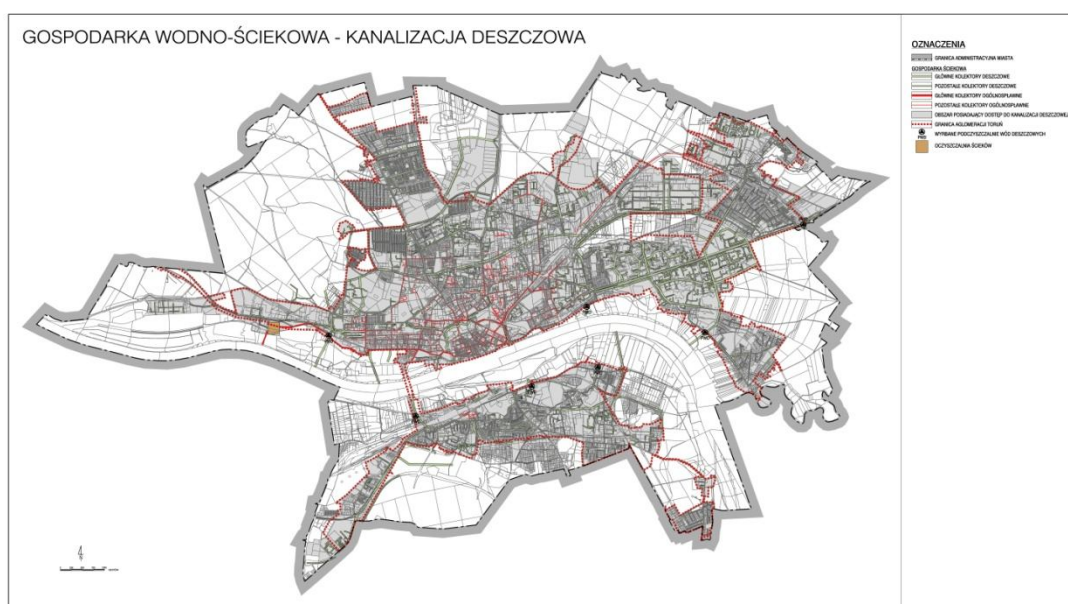 GOSPODARKA WODNO-ŚCIEKOWA - KANALIZACJA DESZCZOWA
OZNACZENIA
GRANICA ADMINISTRACYJNA MIASTA
GOSPODARKA ŚCIEKOWA
GŁÓWNE KOLEKTORY DESZCZOWE
POZOSTAŁE KOLEKTORY DESZCZOWE
GŁÓWNE KOLEKTORY OGÓLNOSPŁAWNE
POZOSTAŁE KOLEKTORY OGÓLNOSPŁAWNE
OBSZAR POSIADAJĄCY DOSTĘP DO KANALIZACJI DESZCZOWEJ
GRANICA AGLOMERACJI TORUŃ
WYBRANE PODCZYSZCZALNIE WÓD DESZCZOWYCH
OCZYSZCZALNIA ŚCIEKÓW